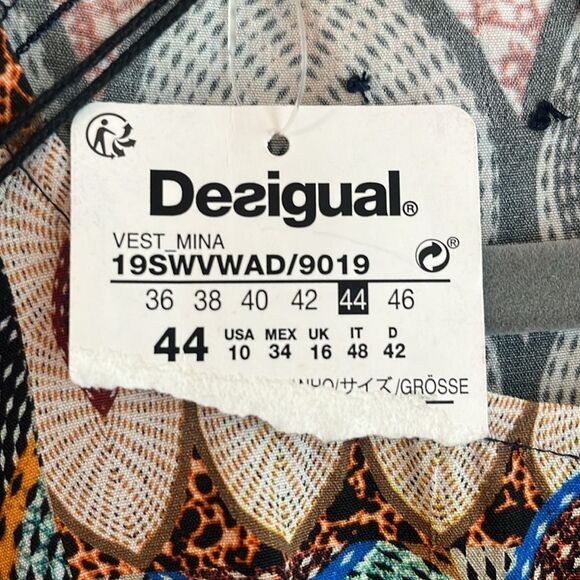 Desigual®
VEST_MINA
19SWVWAD/9019
®
36 38 40 42 44 46
44 USA 10 MEX 34 UK 16 IT 48 D 42
/サイズ/GRÖSSE